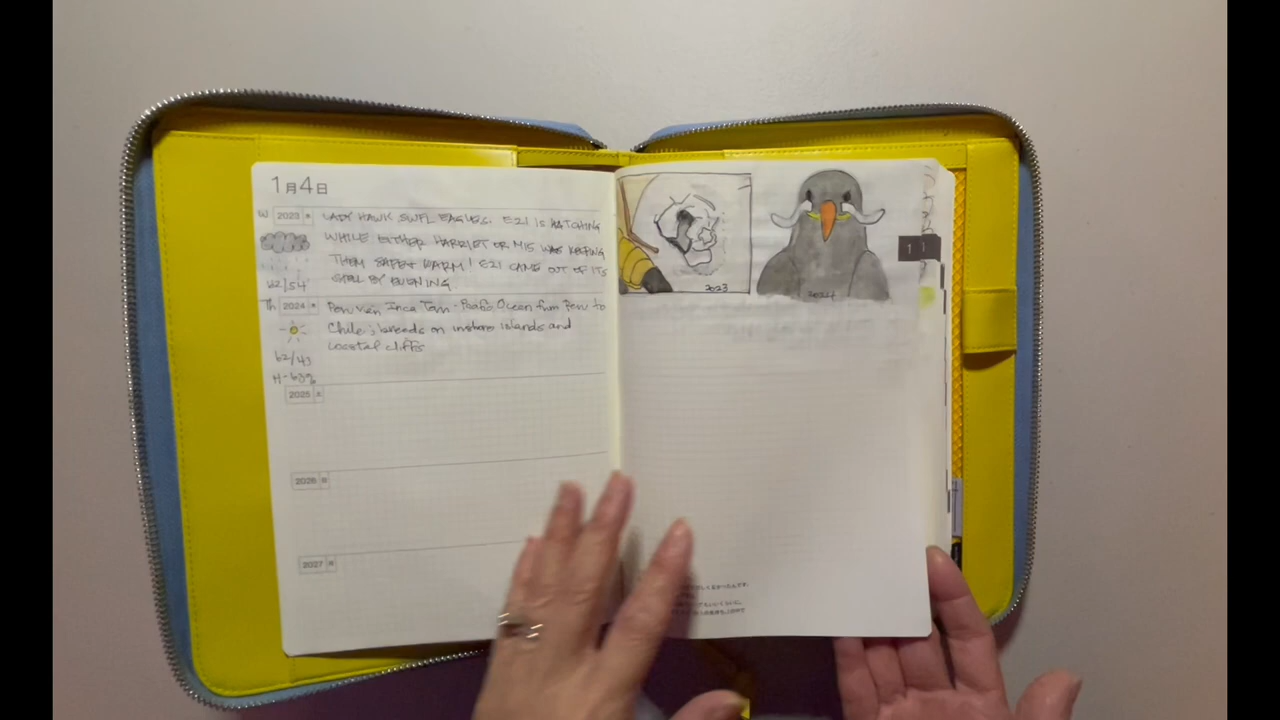 1月4日
W 2023
LADY HAWK SWFL EAGLES. E21 IS HATCHING
WHILE EITHER HARRIET OR M15 WAS KEEPING
THEM SAFE & WARM! E21 CAME OUT OF ITS
SHELL BY EVENING
62/54
Th 2024
Peruvian Inca Tern - Pacific Ocean from Peru to
Chile; breeds on inshore islands and
coastal cliffs
62/43
H-63%
2025
2026
2027
2023
2024
1